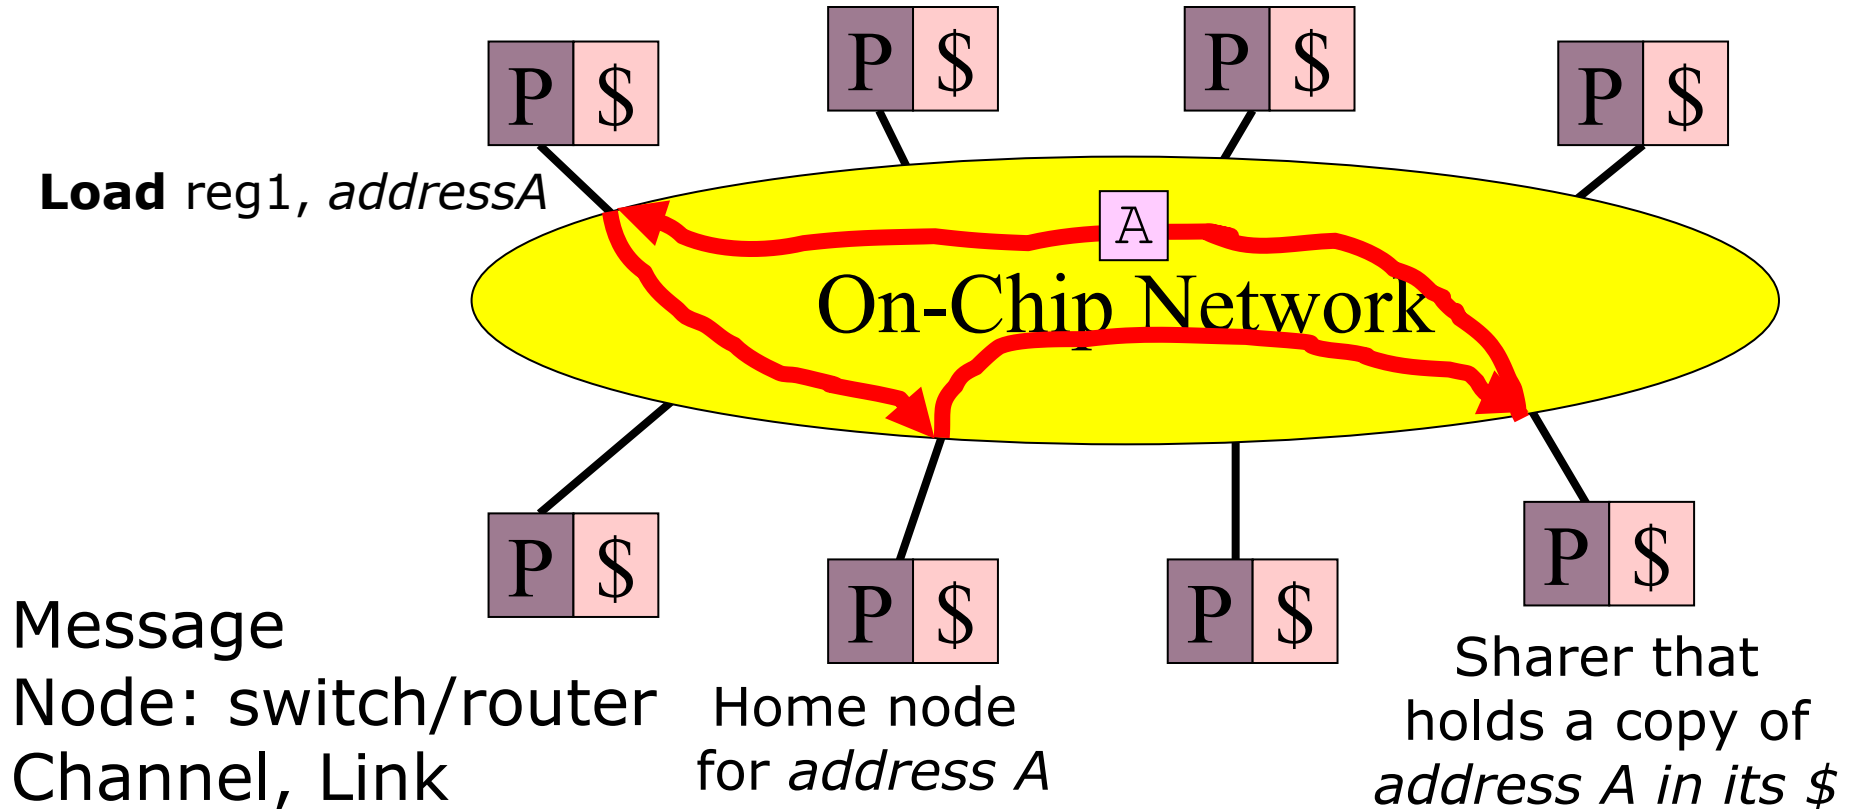 P $
P $
P $
P $
Load reg1, addressA
A
On-Chip Network
P $
P $
P $
P $
Message
Node: switch/router
Channel, Link
Home node
for address A
Sharer that
holds a copy of
address A in its $